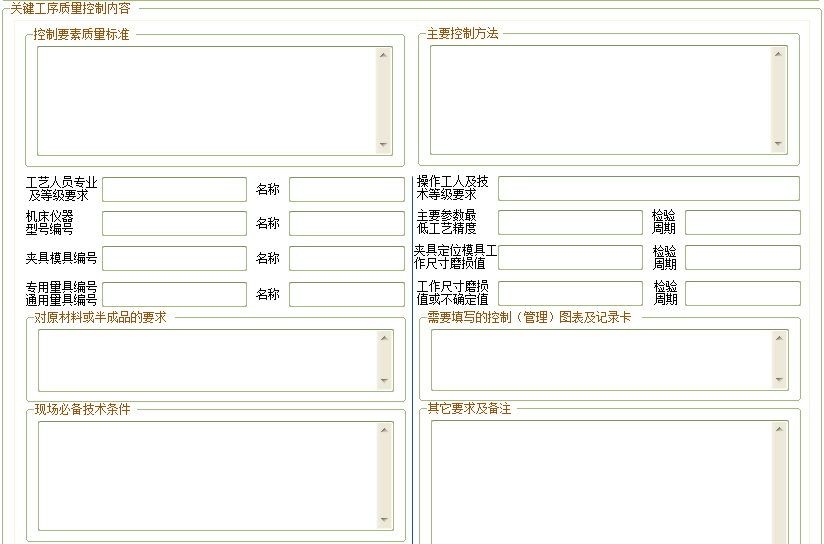 关键工序质量控制内容
控制要素质量标准
主要控制方法
工艺人员专业
及等级要求
名称
操作工人及技
术等级要求
机床仪器
型号编号
名称
主要参数最
低工艺精度
检验
周期
夹具模具编号
名称
夹具定位模具工
作尺寸磨损值
检验
周期
专用量具编号
通用量具编号
名称
工作尺寸磨损
值或不确定值
检验
周期
对原材料或半成品的要求
需要填写的控制（管理）图表及记录卡
现场必备技术条件
其它要求及备注